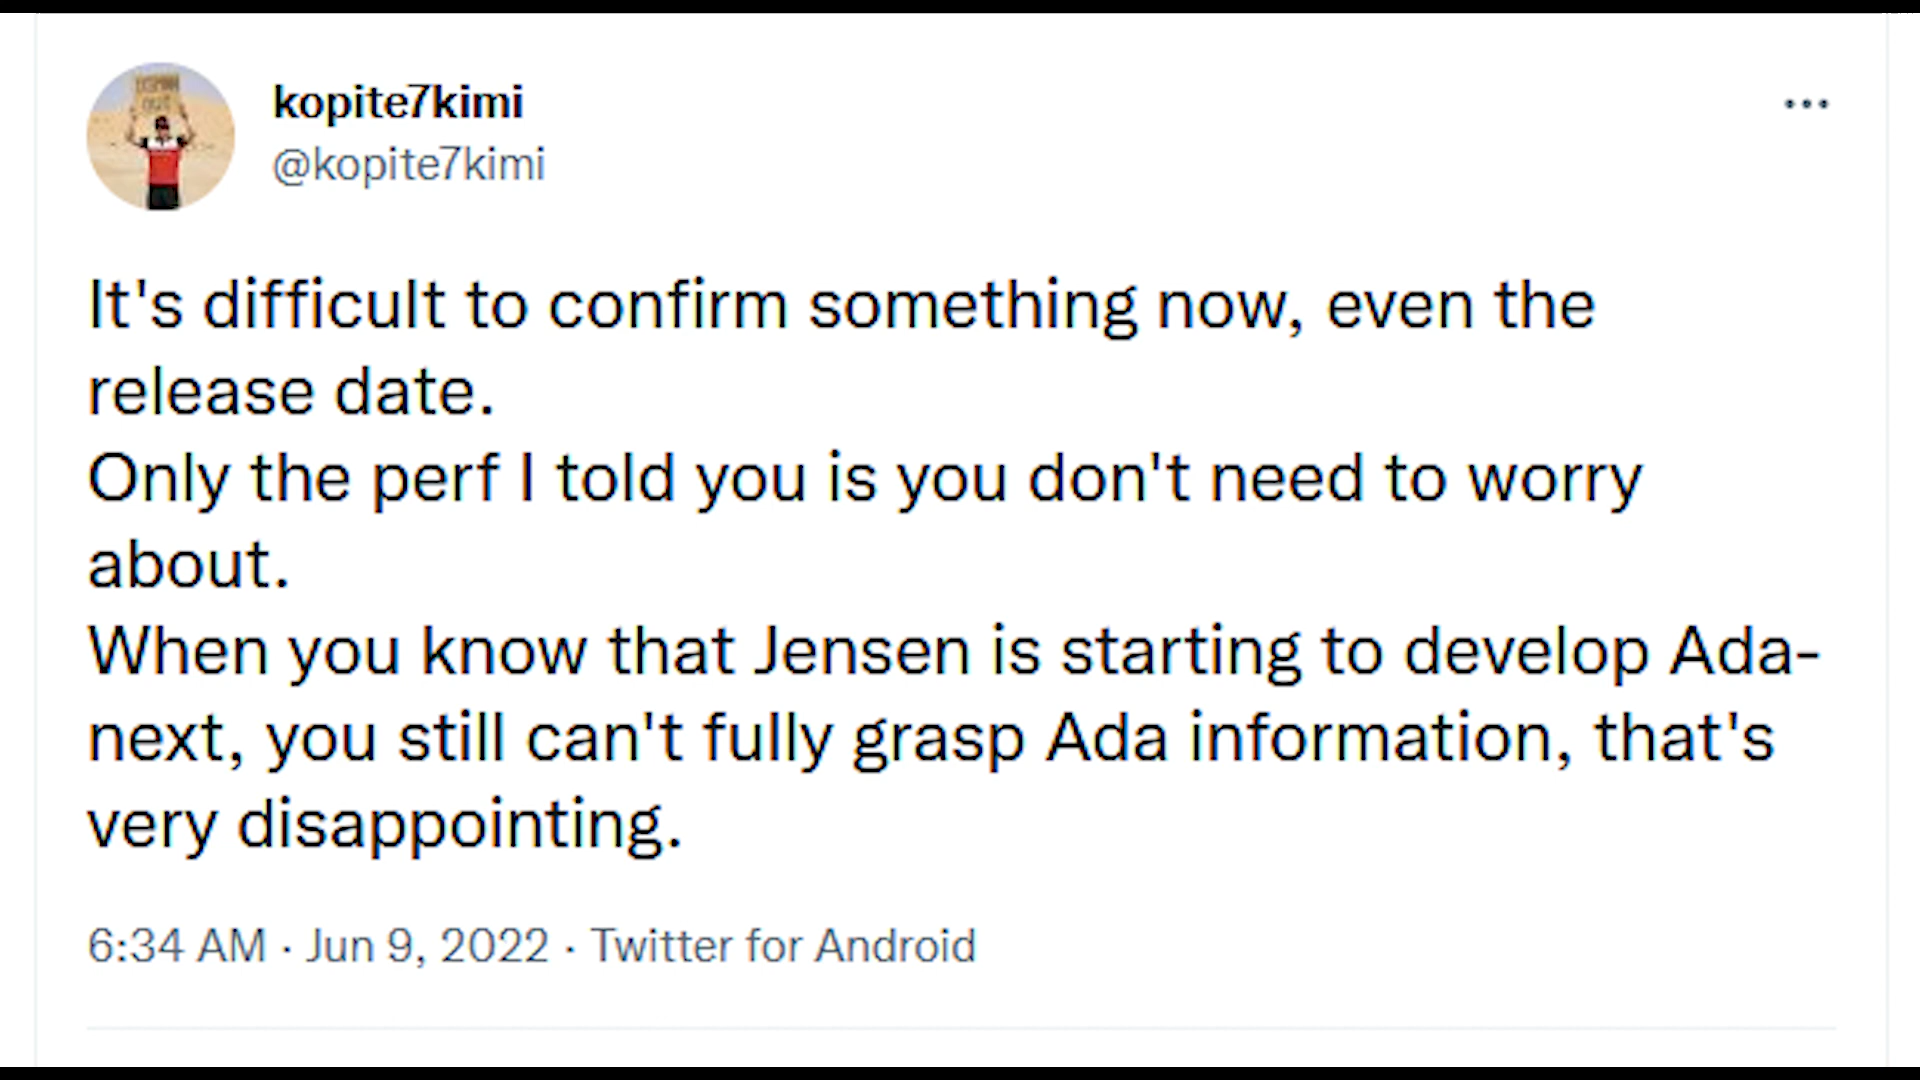 kopite7kimi
@kopite7kimi
It's difficult to confirm something now, even the
release date.
Only the perf I told you is you don't need to worry
about.
When you know that Jensen is starting to develop Ada-
next, you still can't fully grasp Ada information, that's
very disappointing.
6:34 AM · Jun 9, 2022 · Twitter for Android